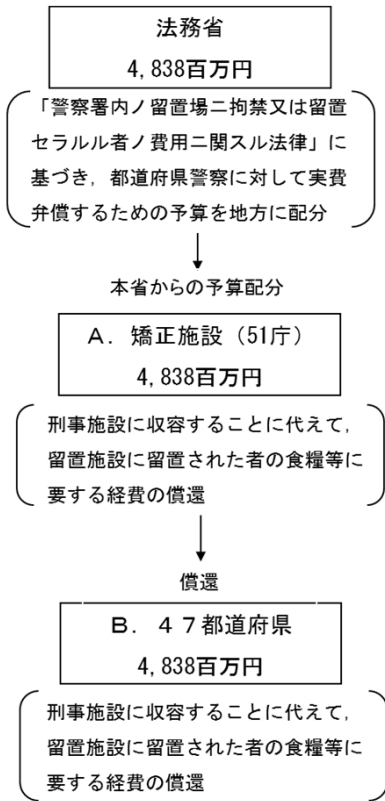 法務省
4,838百万円
「警察署内ノ留置場ニ拘禁又は留置
セラルル者ノ費用ニ関スル法律」に
基づき，都道府県警察に対して実費
弁償するための予算を地方に配分
本省からの予算配分
Ａ．矯正施設（51庁）
4,838百万円
刑事施設に収容することに代えて，
留置施設に留置された者の食糧等に
要する経費の償還
償還
Ｂ．４７都道府県
4,838百万円
刑事施設に収容することに代えて，
留置施設に留置された者の食糧等に
要する経費の償還